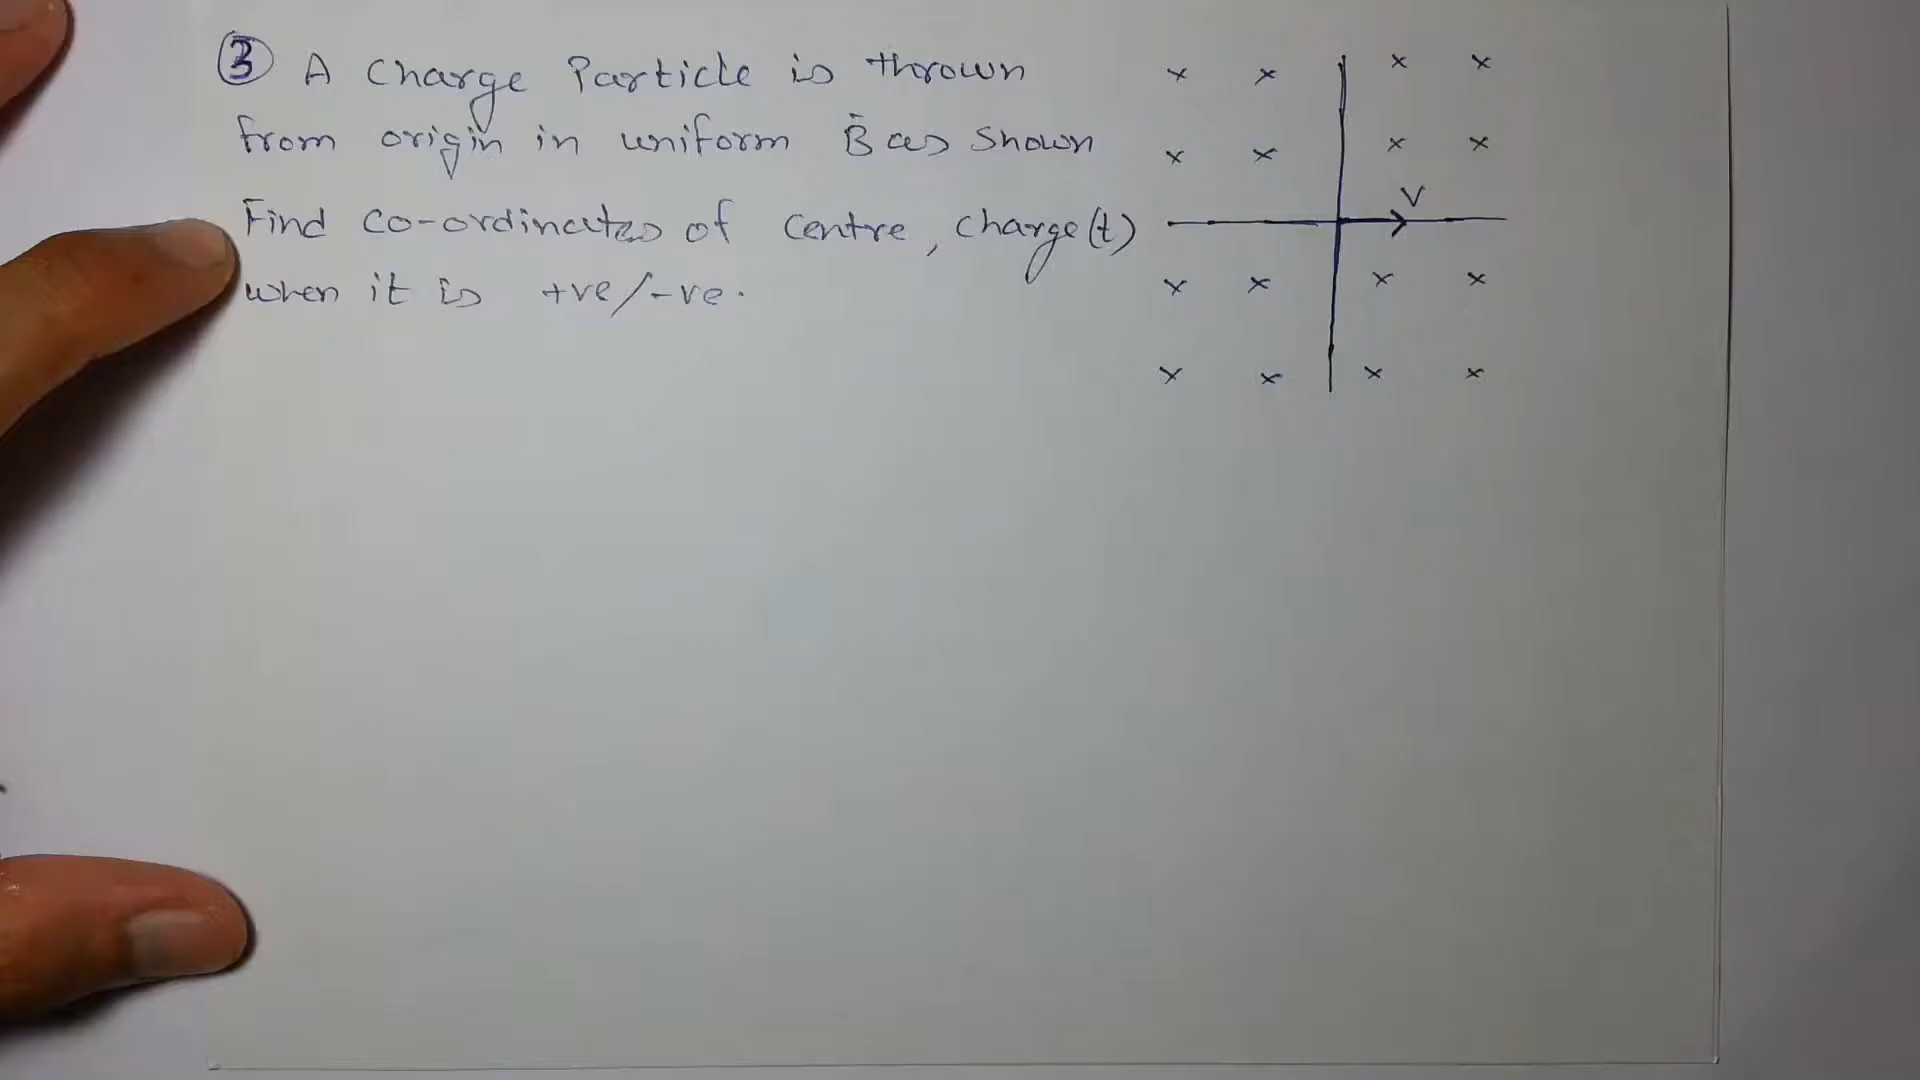 ③ A charge Particle is thrown
from origin in uniform B̄ as shown
Find co-ordinates of centre, charge(t)
when it is +ve/-ve.
x x x x
x x x x
V
x x x x
x x x x